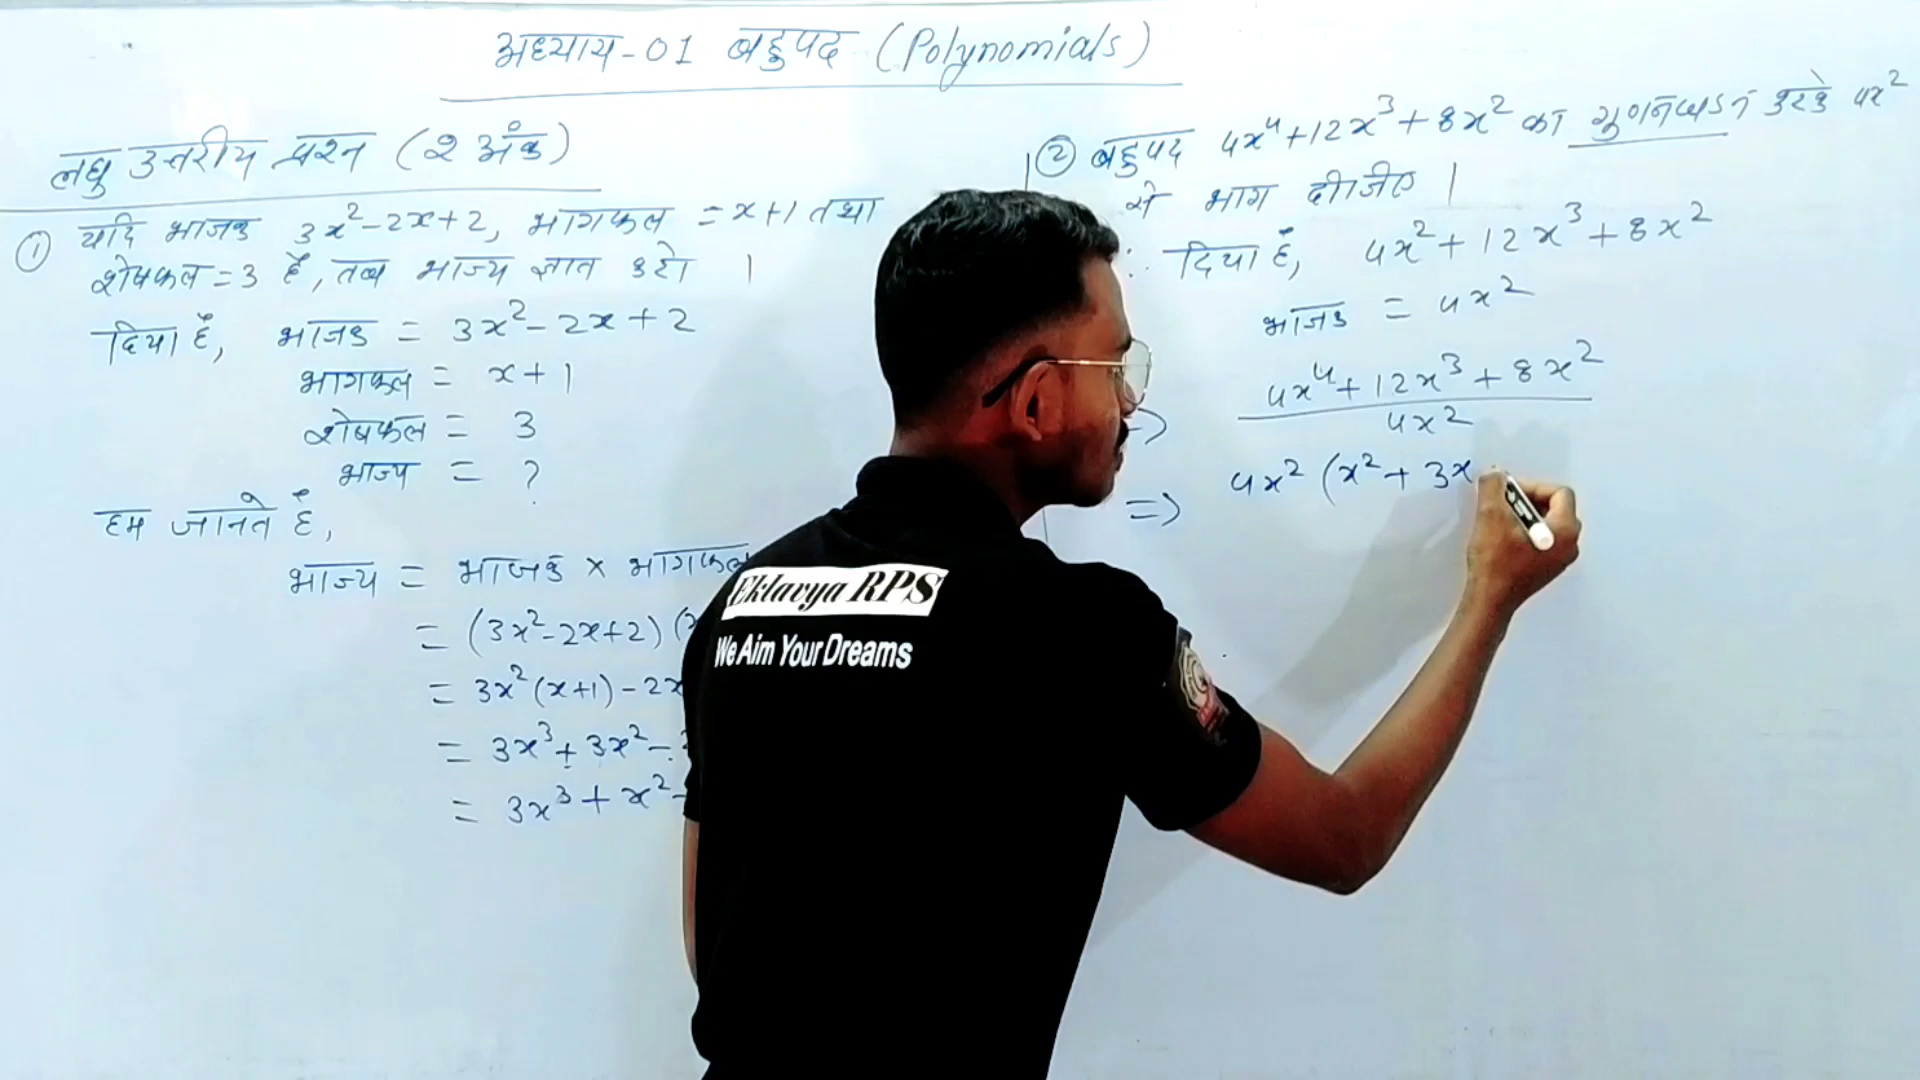 अध्याय-01 बहुपद (Polynomials)
लघु उत्तरीय प्रश्न (2 अंक)
① यदि भाजक 3x²-2x+2, भागफल = x+1 तथा
शेषफल = 3 है, तब भाज्य ज्ञात करो ।
दिया है, भाजक = 3x²-2x+2
भागफल = x+1
शेषफल = 3
भाज्य = ?
हम जानते है,
भाज्य = भाजक × भागफल
= (3x²-2x+2) (
= 3x²(x+1) - 2x
= 3x³+3x²-
= 3x³+x²-
② बहुपद 4x⁴+12x³+8x² का गुणनखण्ड करके 4x²
से भाग दीजिए ।
दिया है, 4x²+12x³+8x²
भाजक = 4x²
4x⁴+12x³+8x²
4x²
=> 4x² (x²+3x
Eklavya RPS
We Aim Your Dreams